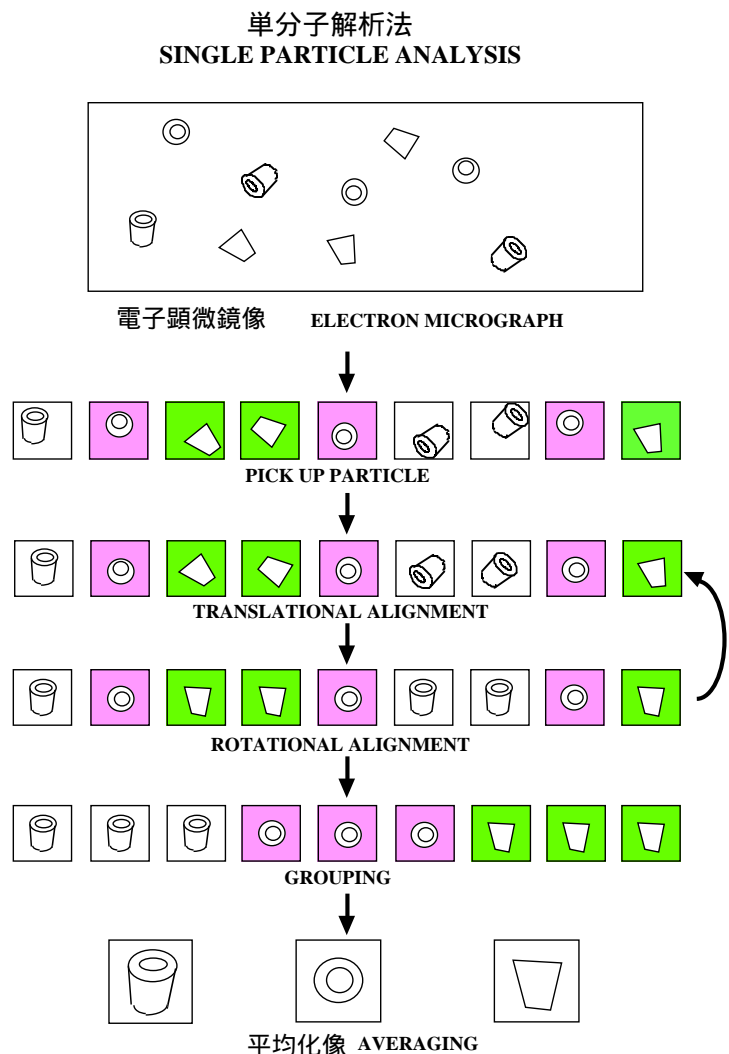 単分子解析法
SINGLE PARTICLE ANALYSIS
電子顕微鏡像 ELECTRON MICROGRAPH
PICK UP PARTICLE
TRANSLATIONAL ALIGNMENT
ROTATIONAL ALIGNMENT
GROUPING
平均化像 AVERAGING